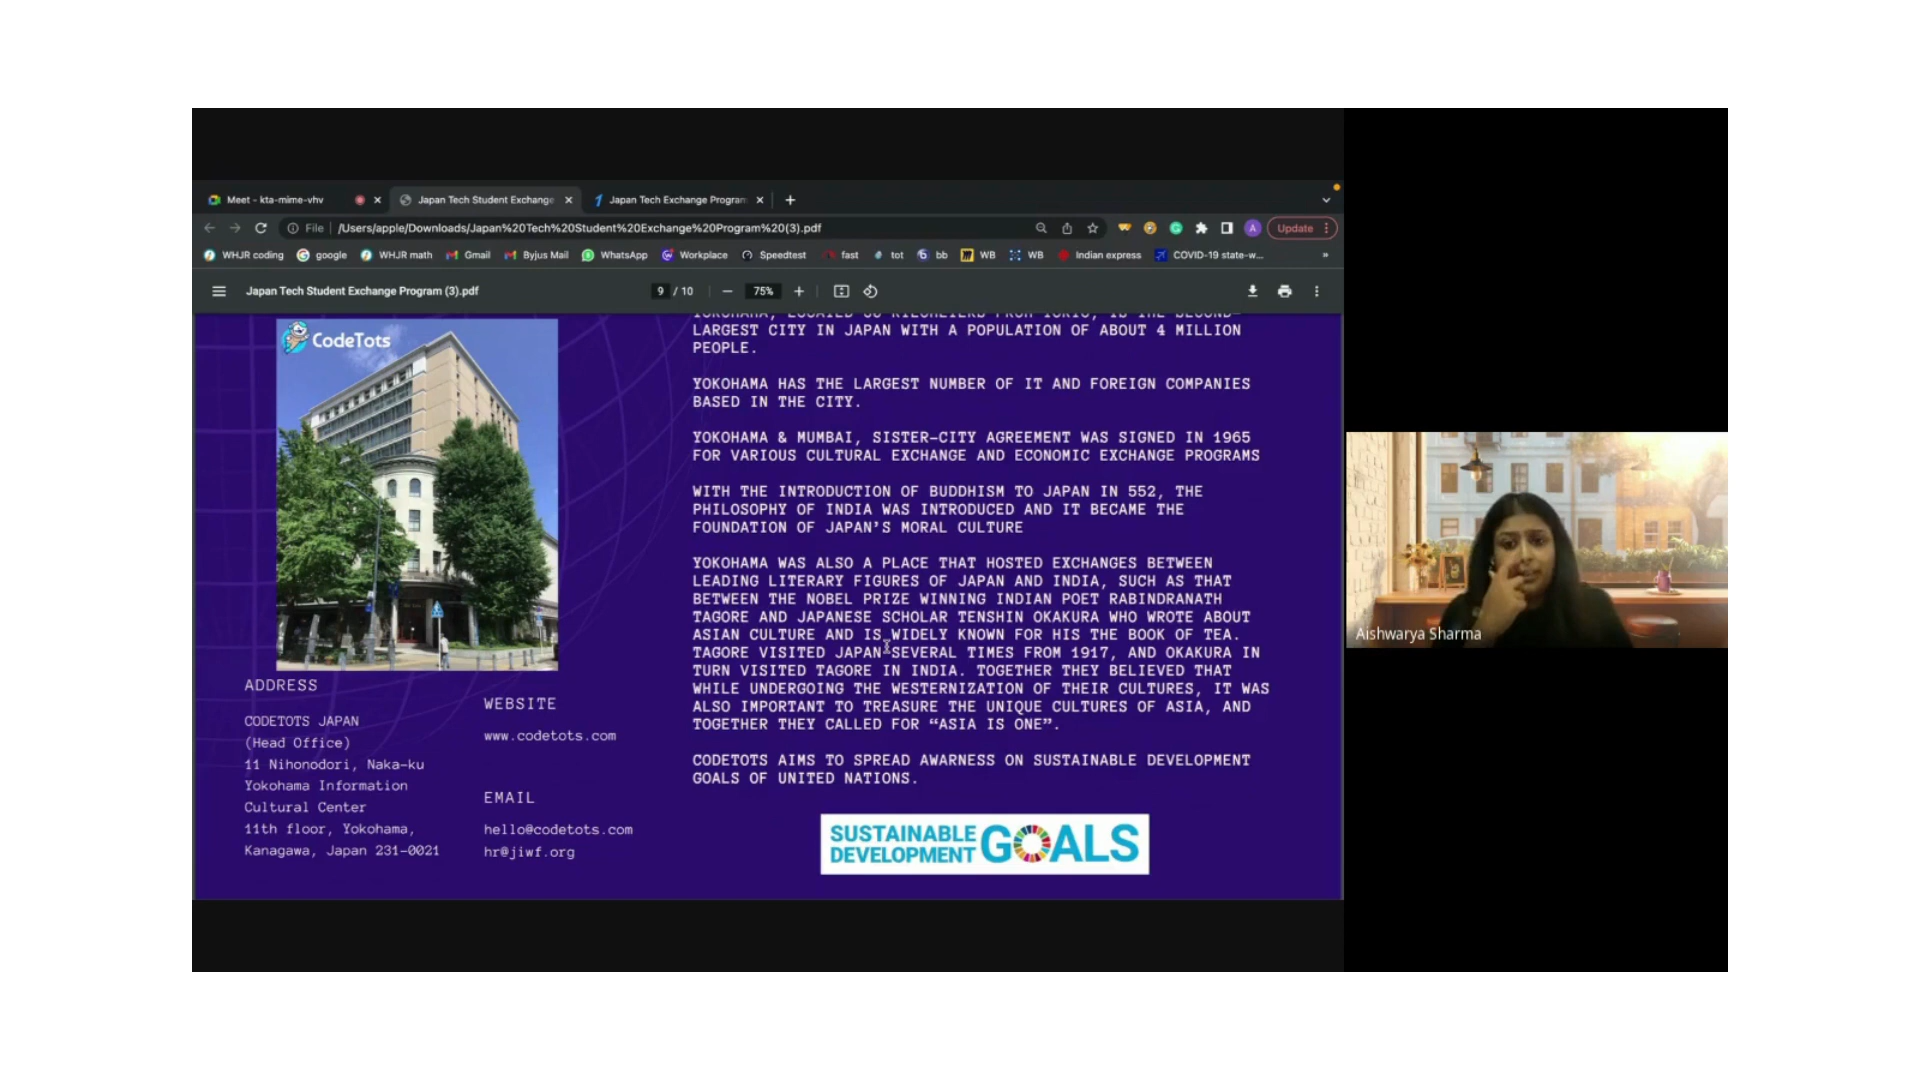 Meet - kta-mime-vhv
Japan Tech Student Exchange
Japan Tech Exchange Program
File
/Users/apple/Downloads/Japan%20Tech%20Student%20Exchange%20Program%20(3).pdf
A
Update
WHJR coding
google
WHJR math
Gmail
Byjus Mail
WhatsApp
Workplace
Speedtest
fast
tot
bb
WB
WB
Indian express
COVID-19 state-w...
Japan Tech Student Exchange Program (3).pdf
9 / 10
75%
CodeTots
ADDRESS
CODETOTS JAPAN
(Head Office)
11 Nihonodori, Naka-ku
Yokohama Information
Cultural Center
11th floor, Yokohama,
Kanagawa, Japan 231-0021
WEBSITE
www.codetots.com
EMAIL
hello@codetots.com
hr@jiwf.org
LARGEST CITY IN JAPAN WITH A POPULATION OF ABOUT 4 MILLION
PEOPLE.
YOKOHAMA HAS THE LARGEST NUMBER OF IT AND FOREIGN COMPANIES
BASED IN THE CITY.
YOKOHAMA & MUMBAI, SISTER-CITY AGREEMENT WAS SIGNED IN 1965
FOR VARIOUS CULTURAL EXCHANGE AND ECONOMIC EXCHANGE PROGRAMS
WITH THE INTRODUCTION OF BUDDHISM TO JAPAN IN 552, THE
PHILOSOPHY OF INDIA WAS INTRODUCED AND IT BECAME THE
FOUNDATION OF JAPAN'S MORAL CULTURE
YOKOHAMA WAS ALSO A PLACE THAT HOSTED EXCHANGES BETWEEN
LEADING LITERARY FIGURES OF JAPAN AND INDIA, SUCH AS THAT
BETWEEN THE NOBEL PRIZE WINNING INDIAN POET RABINDRANATH
TAGORE AND JAPANESE SCHOLAR TENSHIN OKAKURA WHO WROTE ABOUT
ASIAN CULTURE AND IS WIDELY KNOWN FOR HIS THE BOOK OF TEA.
TAGORE VISITED JAPAN SEVERAL TIMES FROM 1917, AND OKAKURA IN
TURN VISITED TAGORE IN INDIA. TOGETHER THEY BELIEVED THAT
WHILE UNDERGOING THE WESTERNIZATION OF THEIR CULTURES, IT WAS
ALSO IMPORTANT TO TREASURE THE UNIQUE CULTURES OF ASIA, AND
TOGETHER THEY CALLED FOR “ASIA IS ONE”.
CODETOTS AIMS TO SPREAD AWARNESS ON SUSTAINABLE DEVELOPMENT
GOALS OF UNITED NATIONS.
SUSTAINABLE
DEVELOPMENT
GOALS
Aishwarya Sharma